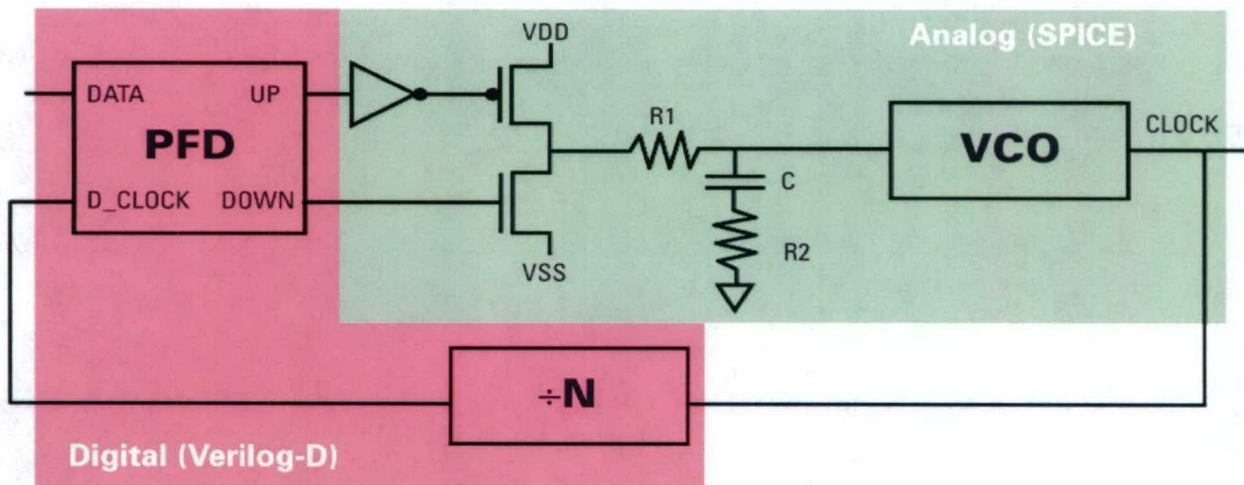 VDD
Analog (SPICE)
DATA
UP
PFD
R1
VCO
CLOCK
C
D_CLOCK
DOWN
R2
VSS
÷N
Digital (Verilog-D)